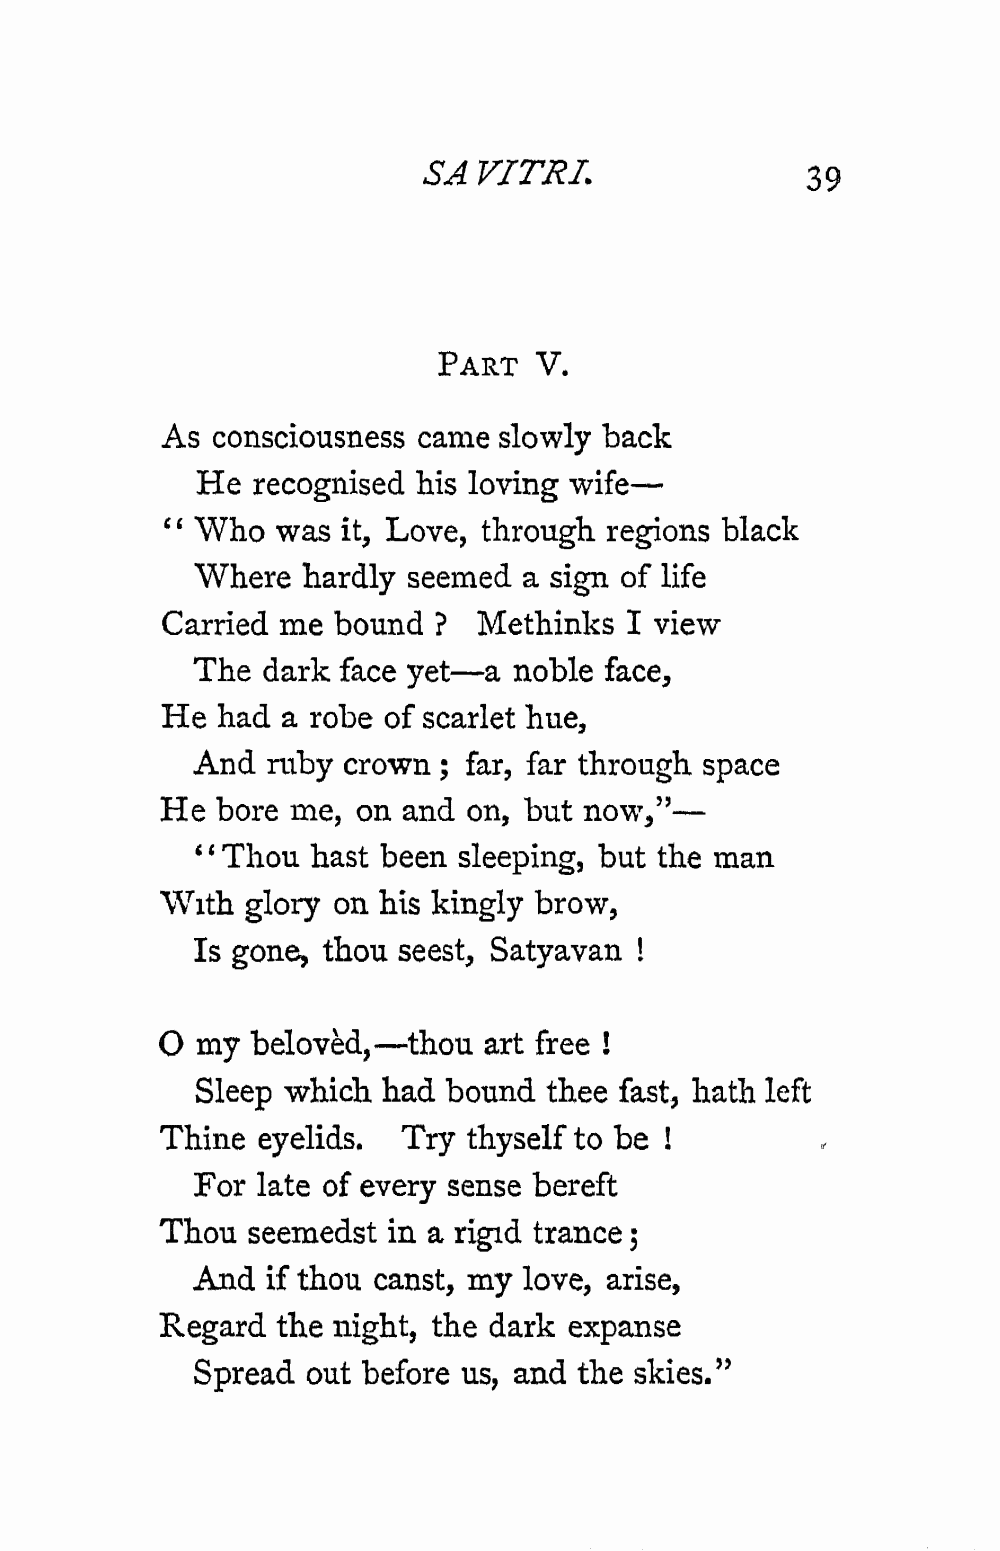 SAVITRI. 39
PART V.
As consciousness came slowly back
He recognised his loving wife—
“Who was it, Love, through regions black
Where hardly seemed a sign of life
Carried me bound ? Methinks I view
The dark face yet—a noble face,
He had a robe of scarlet hue,
And ruby crown ; far, far through space
He bore me, on and on, but now,”—
“Thou hast been sleeping, but the man
With glory on his kingly brow,
Is gone, thou seest, Satyavan !
O my belovèd,—thou art free !
Sleep which had bound thee fast, hath left
Thine eyelids. Try thyself to be !
For late of every sense bereft
Thou seemedst in a rigid trance ;
And if thou canst, my love, arise,
Regard the night, the dark expanse
Spread out before us, and the skies.”